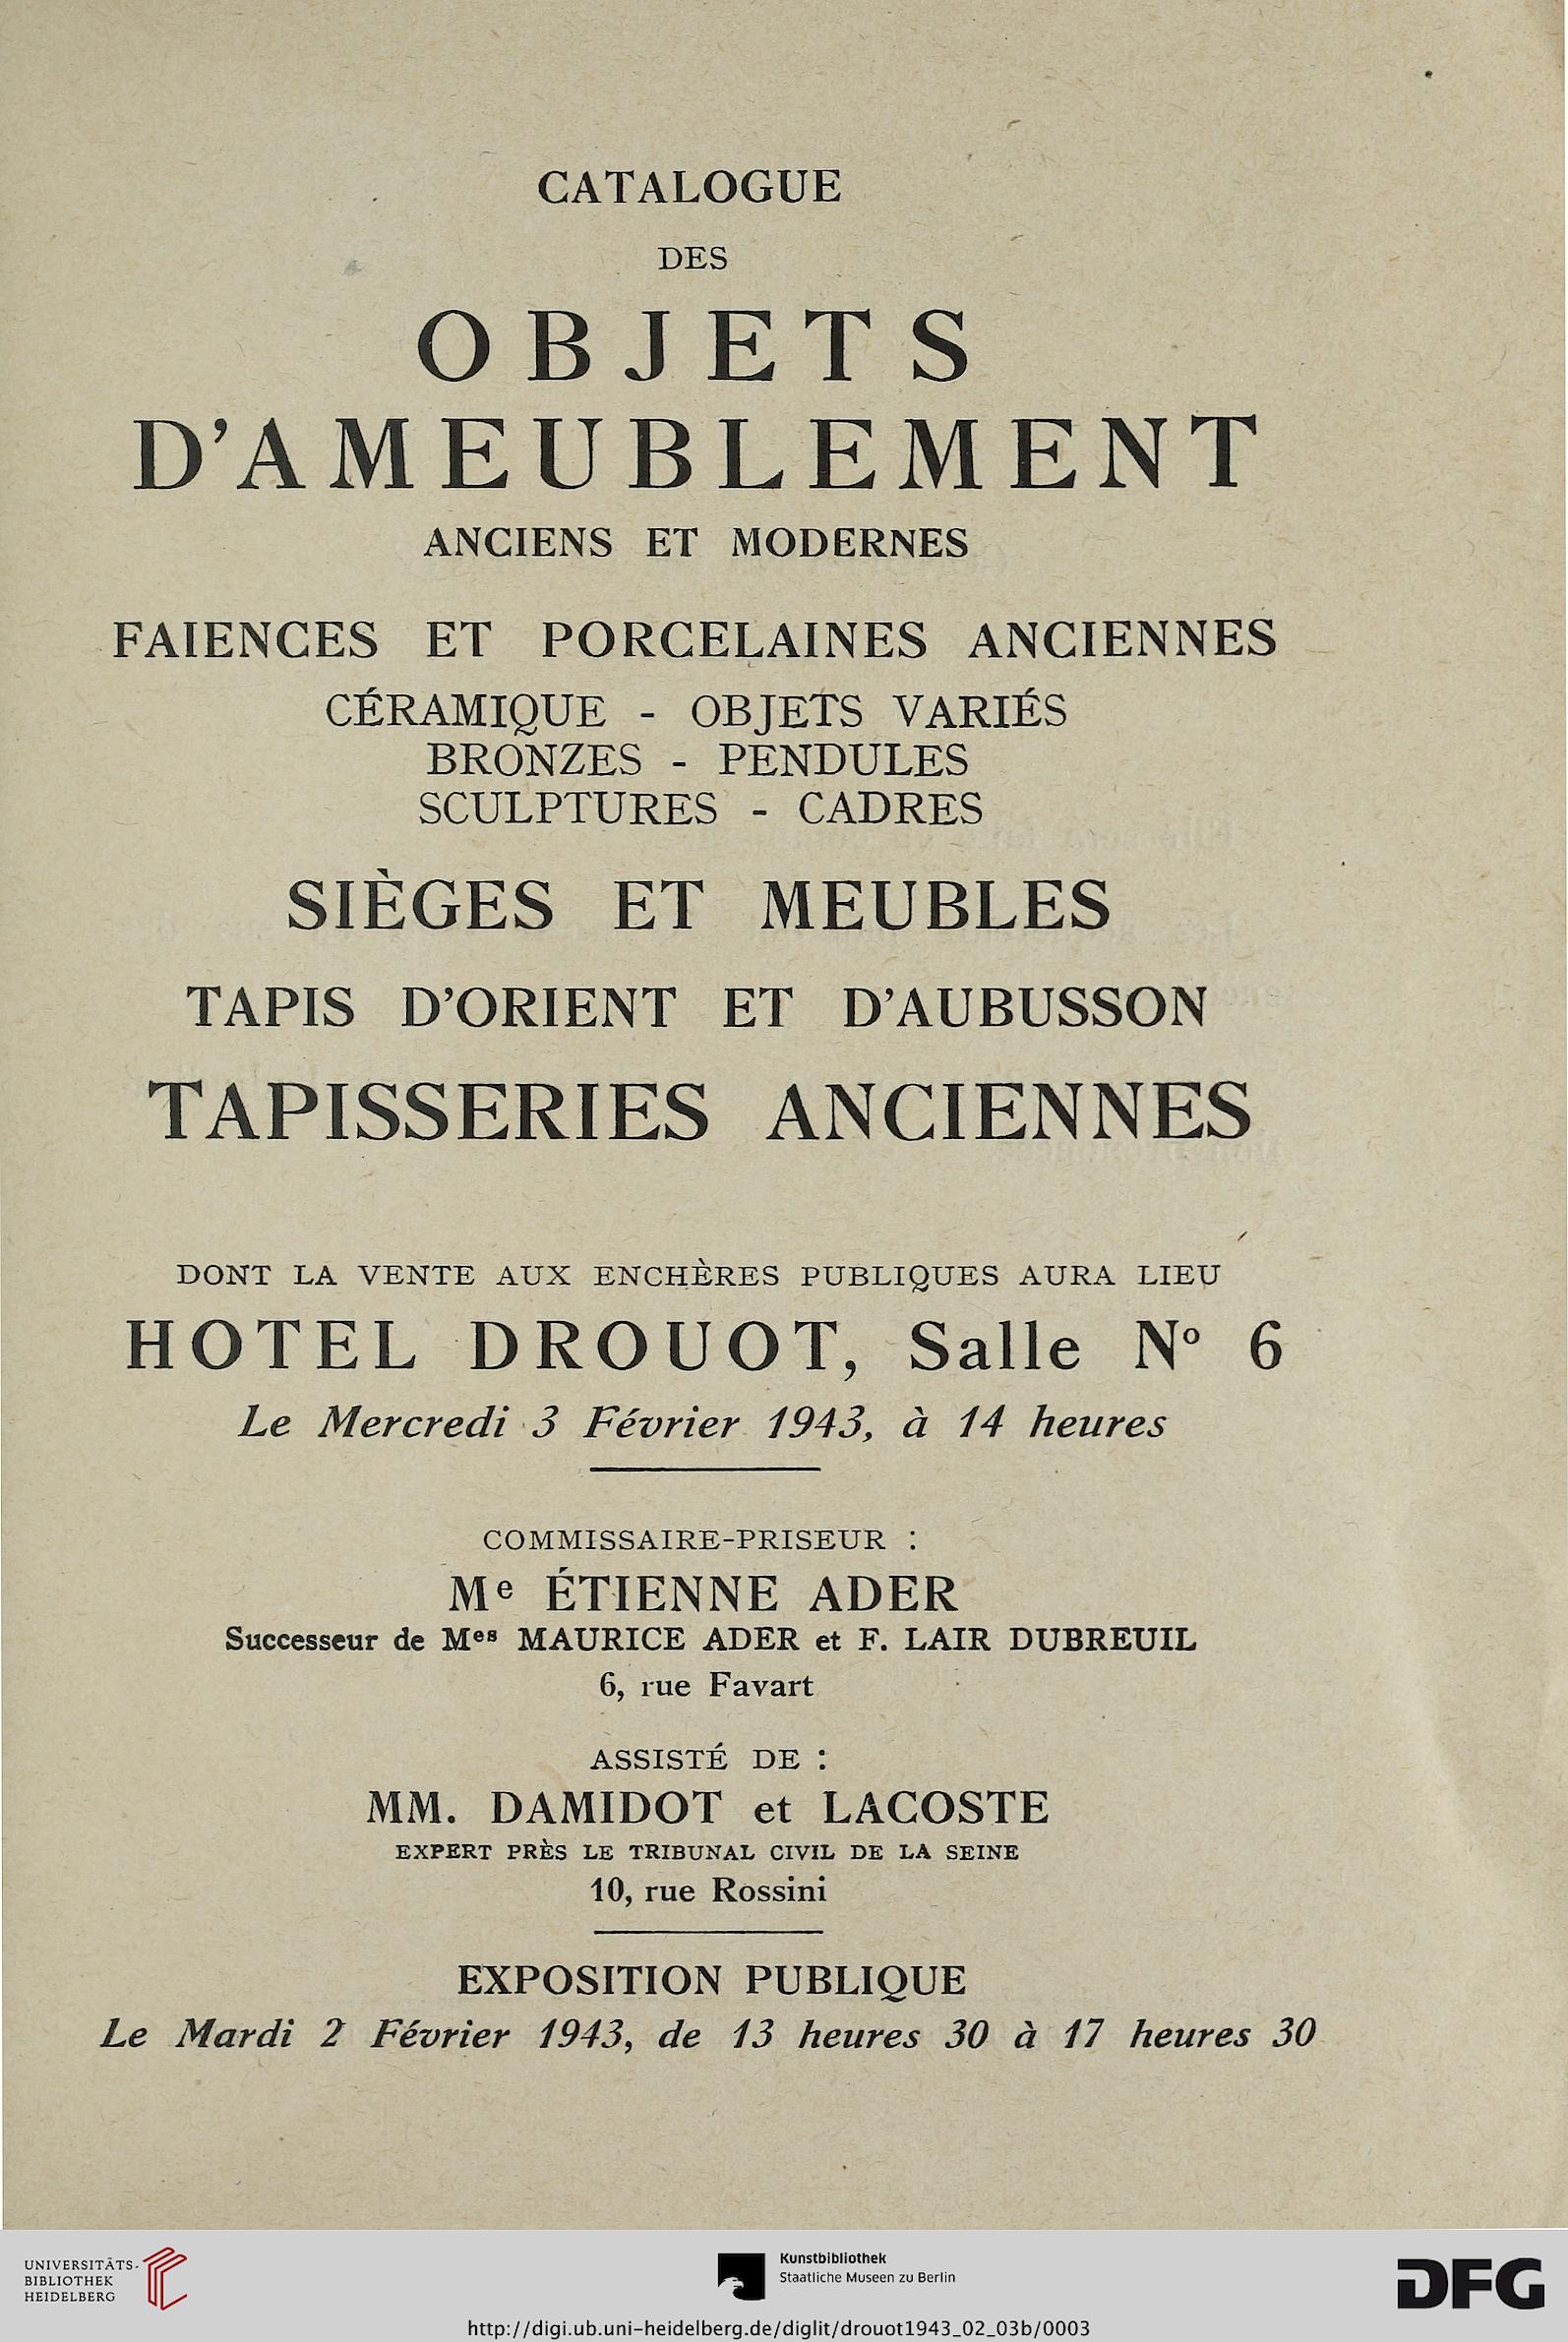 CATALOGUE
DES
OBJETS
D'AMEUBLEMENT
ANCIENS ET MODERNES
FAIENCES ET PORCELAINES ANCIENNES
CÉRAMIQUE - OBJETS VARIÉS
BRONZES - PENDULES
SCULPTURES - CADRES
SIÈGES ET MEUBLES
TAPIS D'ORIENT ET D'AUBUSSON
TAPISSERIES ANCIENNES
DONT LA VENTE AUX ENCHÈRES PUBLIQUES AURA LIEU
HOTEL DROUOT, Salle Nº 6
Le Mercredi 3 Février 1943, à 14 heures
COMMISSAIRE-PRISEUR :
Mᵉ ÉTIENNE ADER
Successeur de Mᵉˢ MAURICE ADER et F. LAIR DUBREUIL
6, rue Favart
ASSISTÉ DE :
MM. DAMIDOT et LACOSTE
EXPERT PRÈS LE TRIBUNAL CIVIL DE LA SEINE
10, rue Rossini
EXPOSITION PUBLIQUE
Le Mardi 2 Février 1943, de 13 heures 30 à 17 heures 30
UNIVERSITÄTS-
BIBLIOTHEK
HEIDELBERG
Kunstbibliothek
Staatliche Museen zu Berlin
DFG
http://digi.ub.uni-heidelberg.de/diglit/drouot1943_02_03b/0003